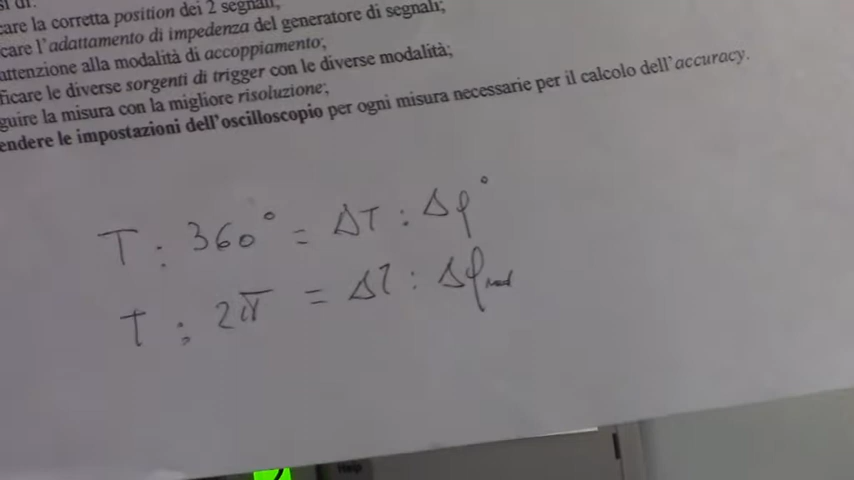 care la corretta position dei 2 segnali;
care l'adattamento di impedenza del generatore di segnali;
attenzione alla modalità di accoppiamento;
ficare le diverse sorgenti di trigger con le diverse modalità;
guire la misura con la migliore risoluzione;
endere le impostazioni dell'oscilloscopio per ogni misura necessarie per il calcolo dell'accuracy.
T : 360° = ΔT : Δφ°
T : 2π = ΔT : Δφrad
Help